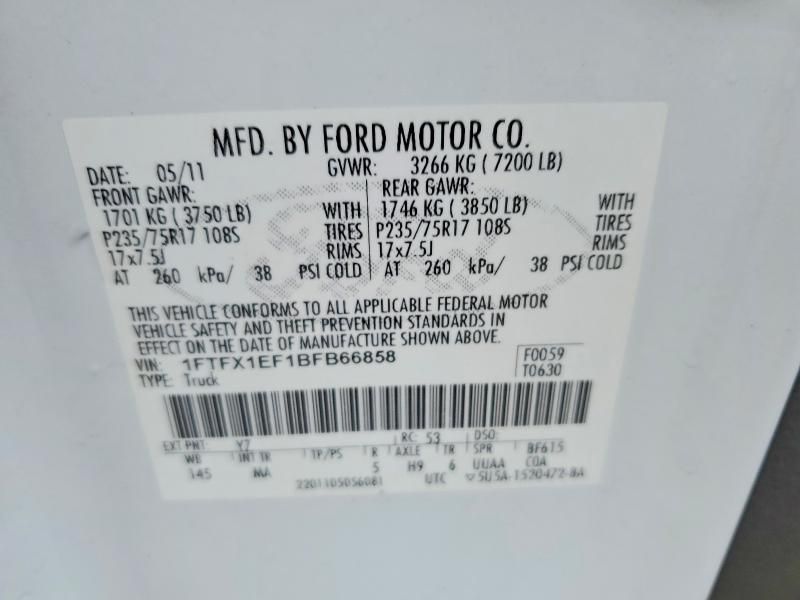 MFD. BY FORD MOTOR CO.
DATE: 05/11 GVWR: 3266 KG ( 7200 LB)
FRONT GAWR: REAR GAWR:
1701 KG ( 3750 LB) WITH 1746 KG ( 3850 LB) WITH
P235/75R17 108S TIRES P235/75R17 108S TIRES
17x7.5J RIMS 17x7.5J RIMS
AT 260 kPa/ 38 PSI COLD AT 260 kPa/ 38 PSI COLD
THIS VEHICLE CONFORMS TO ALL APPLICABLE FEDERAL MOTOR
VEHICLE SAFETY AND THEFT PREVENTION STANDARDS IN
EFFECT ON THE DATE OF MANUFACTURE SHOWN ABOVE.
VIN: 1FTFX1EF1BFB66858 F0059
TYPE: Truck T0630
EXT PNT: Y7 RC: 53 DSO:
WB INT TR TP/PS R AXLE TR SPR BF615
145 MA 5 H9 6 UUAA COA
2201105056081 UTC